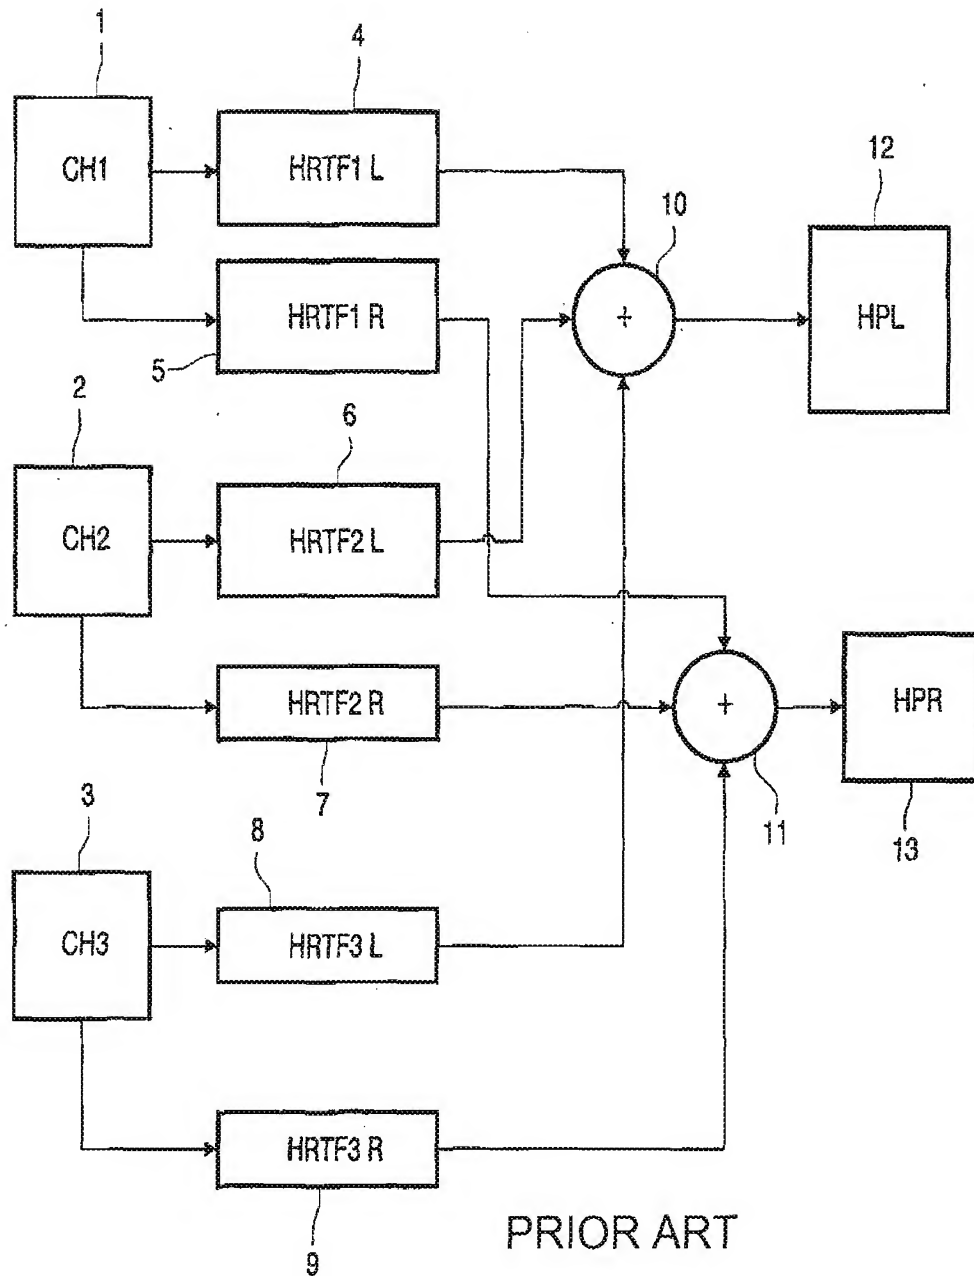 1
4
CH1
HRTF1 L
12
10
HRTF1 R
+
HPL
5
2
6
CH2
HRTF2 L
HRTF2 R
+
HPR
7
11
13
3
8
CH3
HRTF3 L
HRTF3 R
9
PRIOR ART